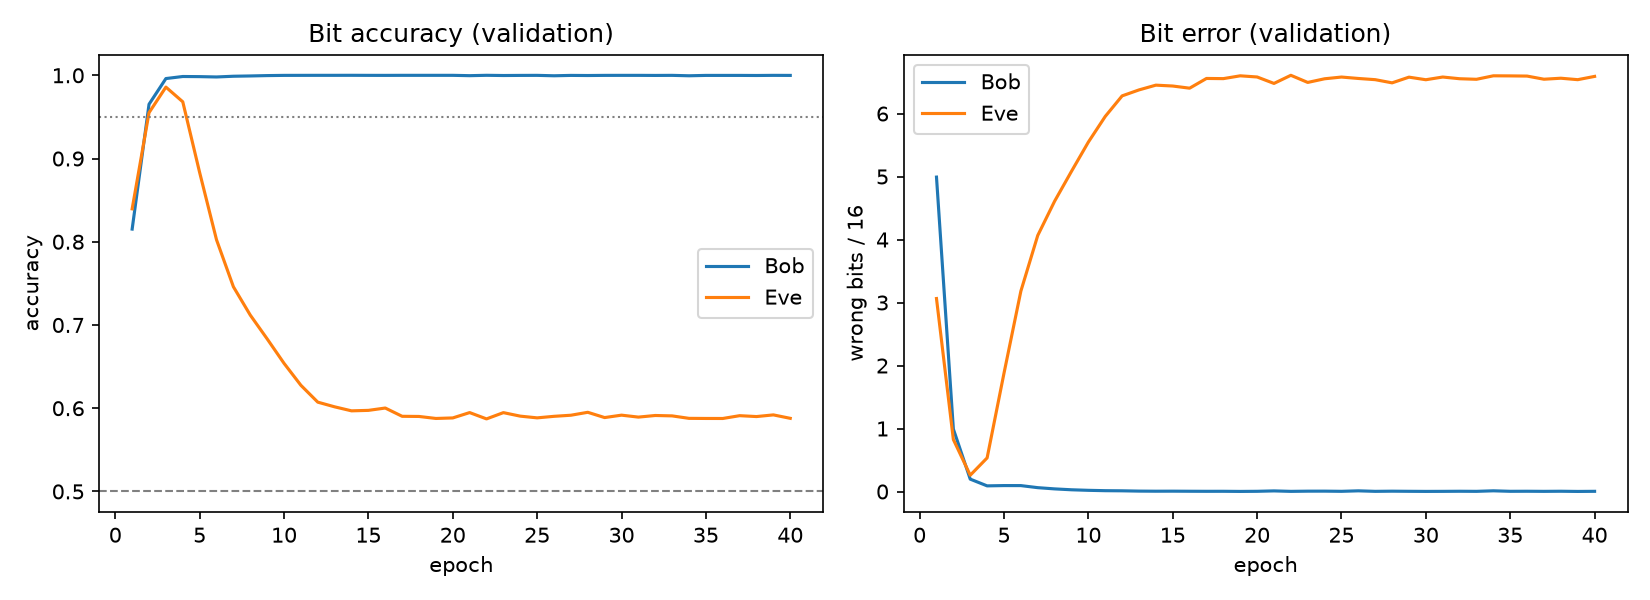 Bit accuracy (validation)
accuracy
1.0
0.9
0.8
0.7
0.6
0.5
Bob
Eve
0 5 10 15 20 25 30 35 40
epoch
Bit error (validation)
wrong bits / 16
6
5
4
3
2
1
0
Bob
Eve
0 5 10 15 20 25 30 35 40
epoch